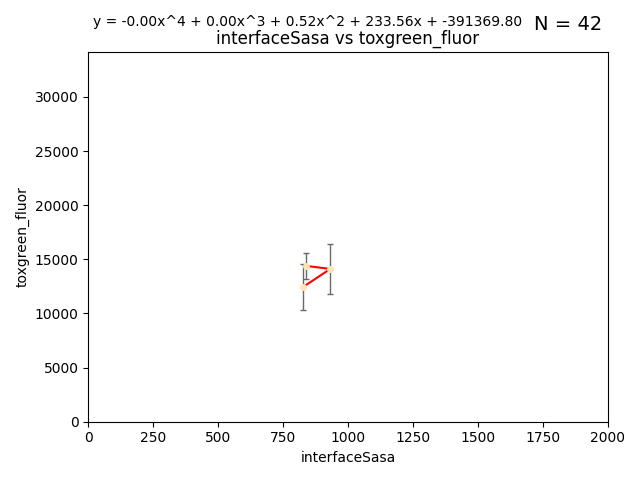 y = -0.00x^4 + 0.00x^3 + 0.52x^2 + 233.56x + -391369.80
N = 42
interfaceSasa vs toxgreen_fluor
30000
25000
20000
15000
10000
5000
0
toxgreen_fluor
0 250 500 750 1000 1250 1500 1750 2000
interfaceSasa